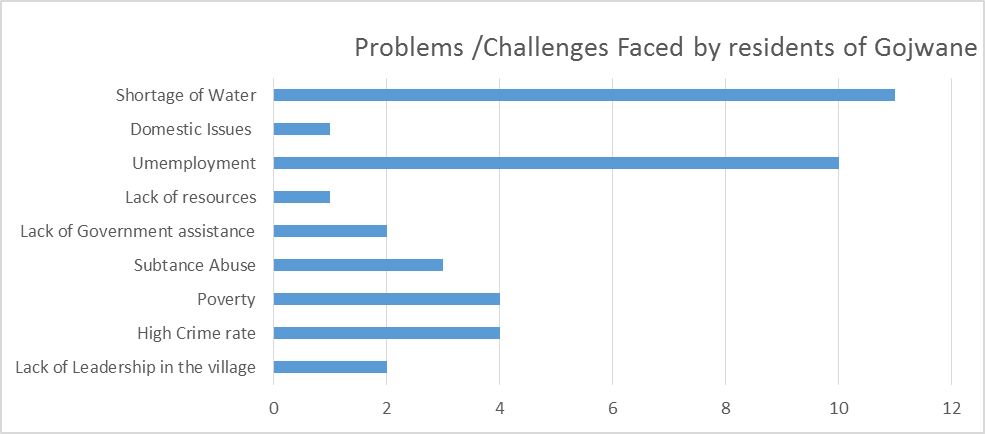 Problems /Challenges Faced by residents of Gojwane
Shortage of Water
Domestic Issues
Umemployment
Lack of resources
Lack of Government assistance
Subtance Abuse
Poverty
High Crime rate
Lack of Leadership in the village
0 2 4 6 8 10 12